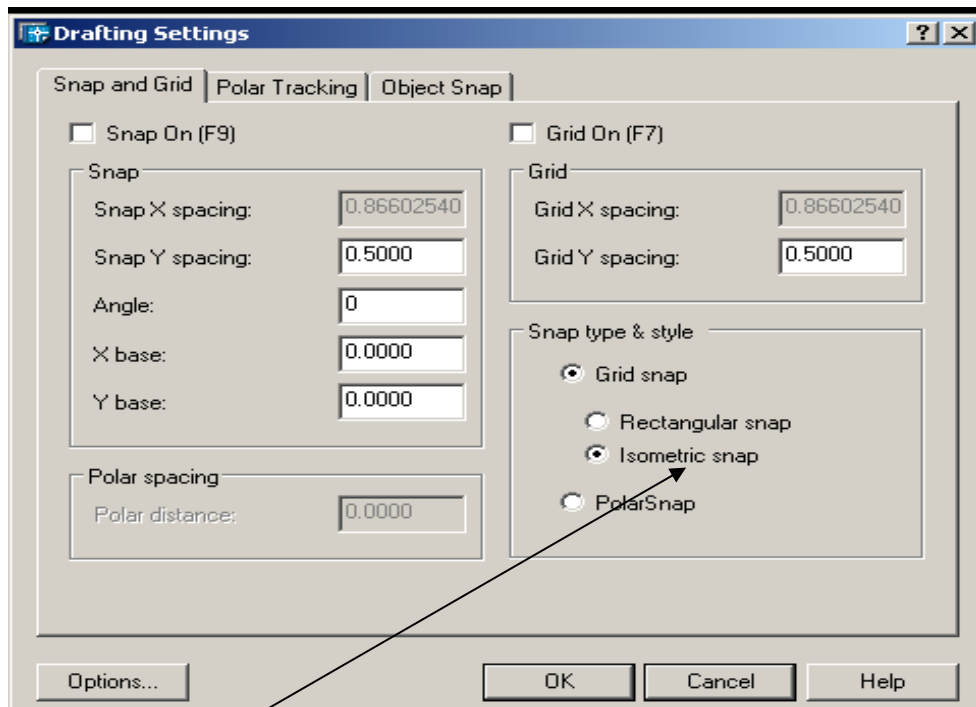 Drafting Settings
Snap and Grid Polar Tracking Object Snap
Snap On (F9)
Snap
Snap X spacing: 0.86602540
Snap Y spacing: 0.5000
Angle: 0
X base: 0.0000
Y base: 0.0000
Polar spacing
Polar distance: 0.0000
Grid On (F7)
Grid
Grid X spacing: 0.86602540
Grid Y spacing: 0.5000
Snap type & style
Grid snap
Rectangular snap
Isometric snap
PolarSnap
Options... OK Cancel Help